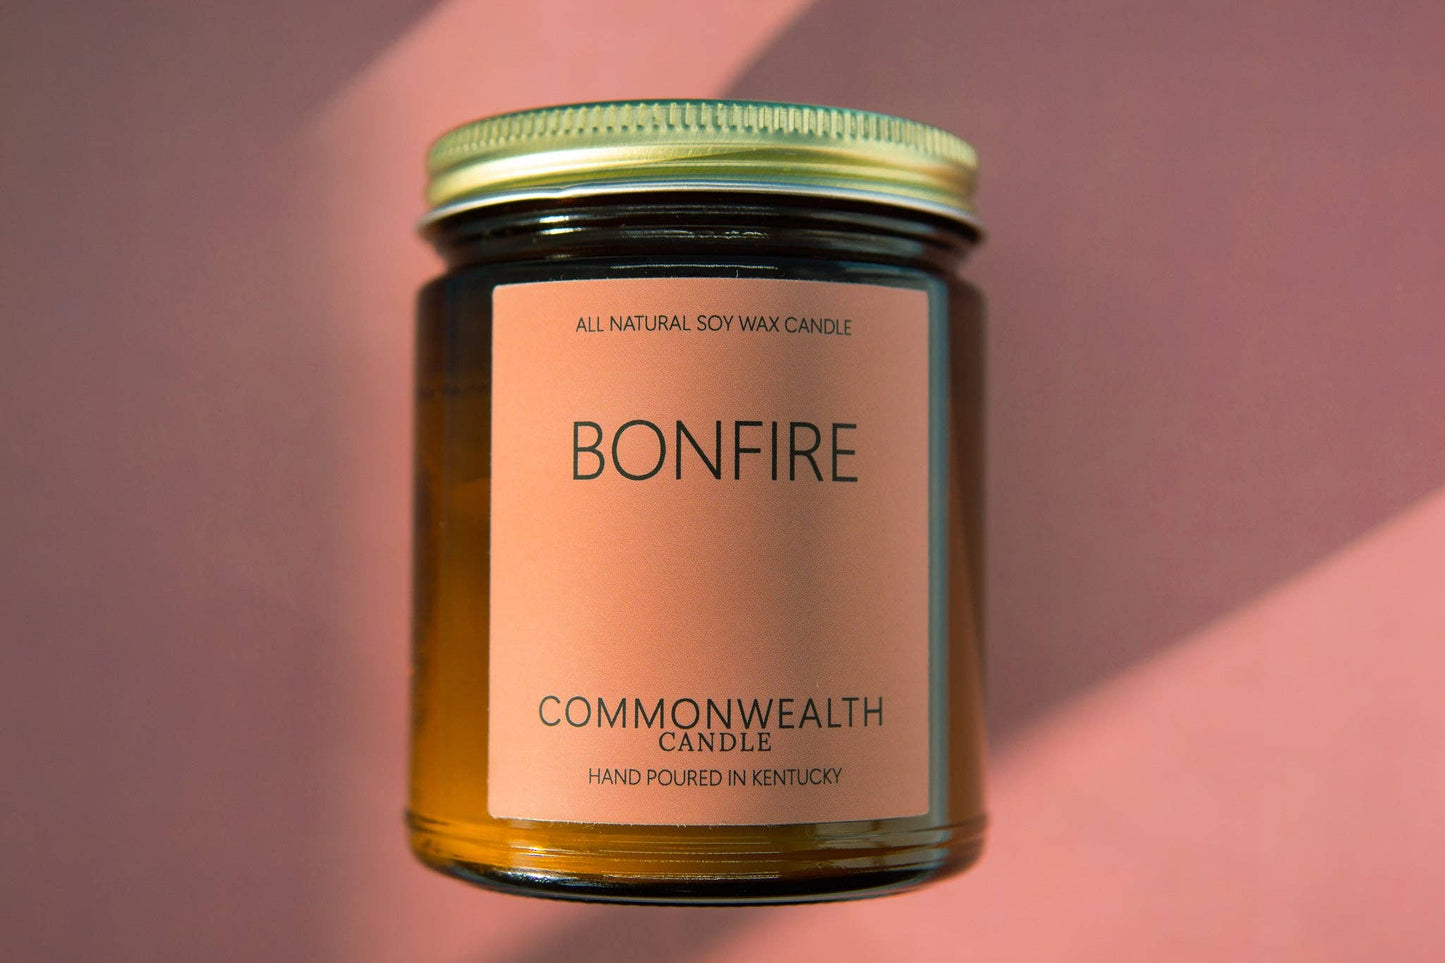 ALL NATURAL SOY WAX CANDLE
BONFIRE
COMMONWEALTH
CANDLE
HAND POURED IN KENTUCKY